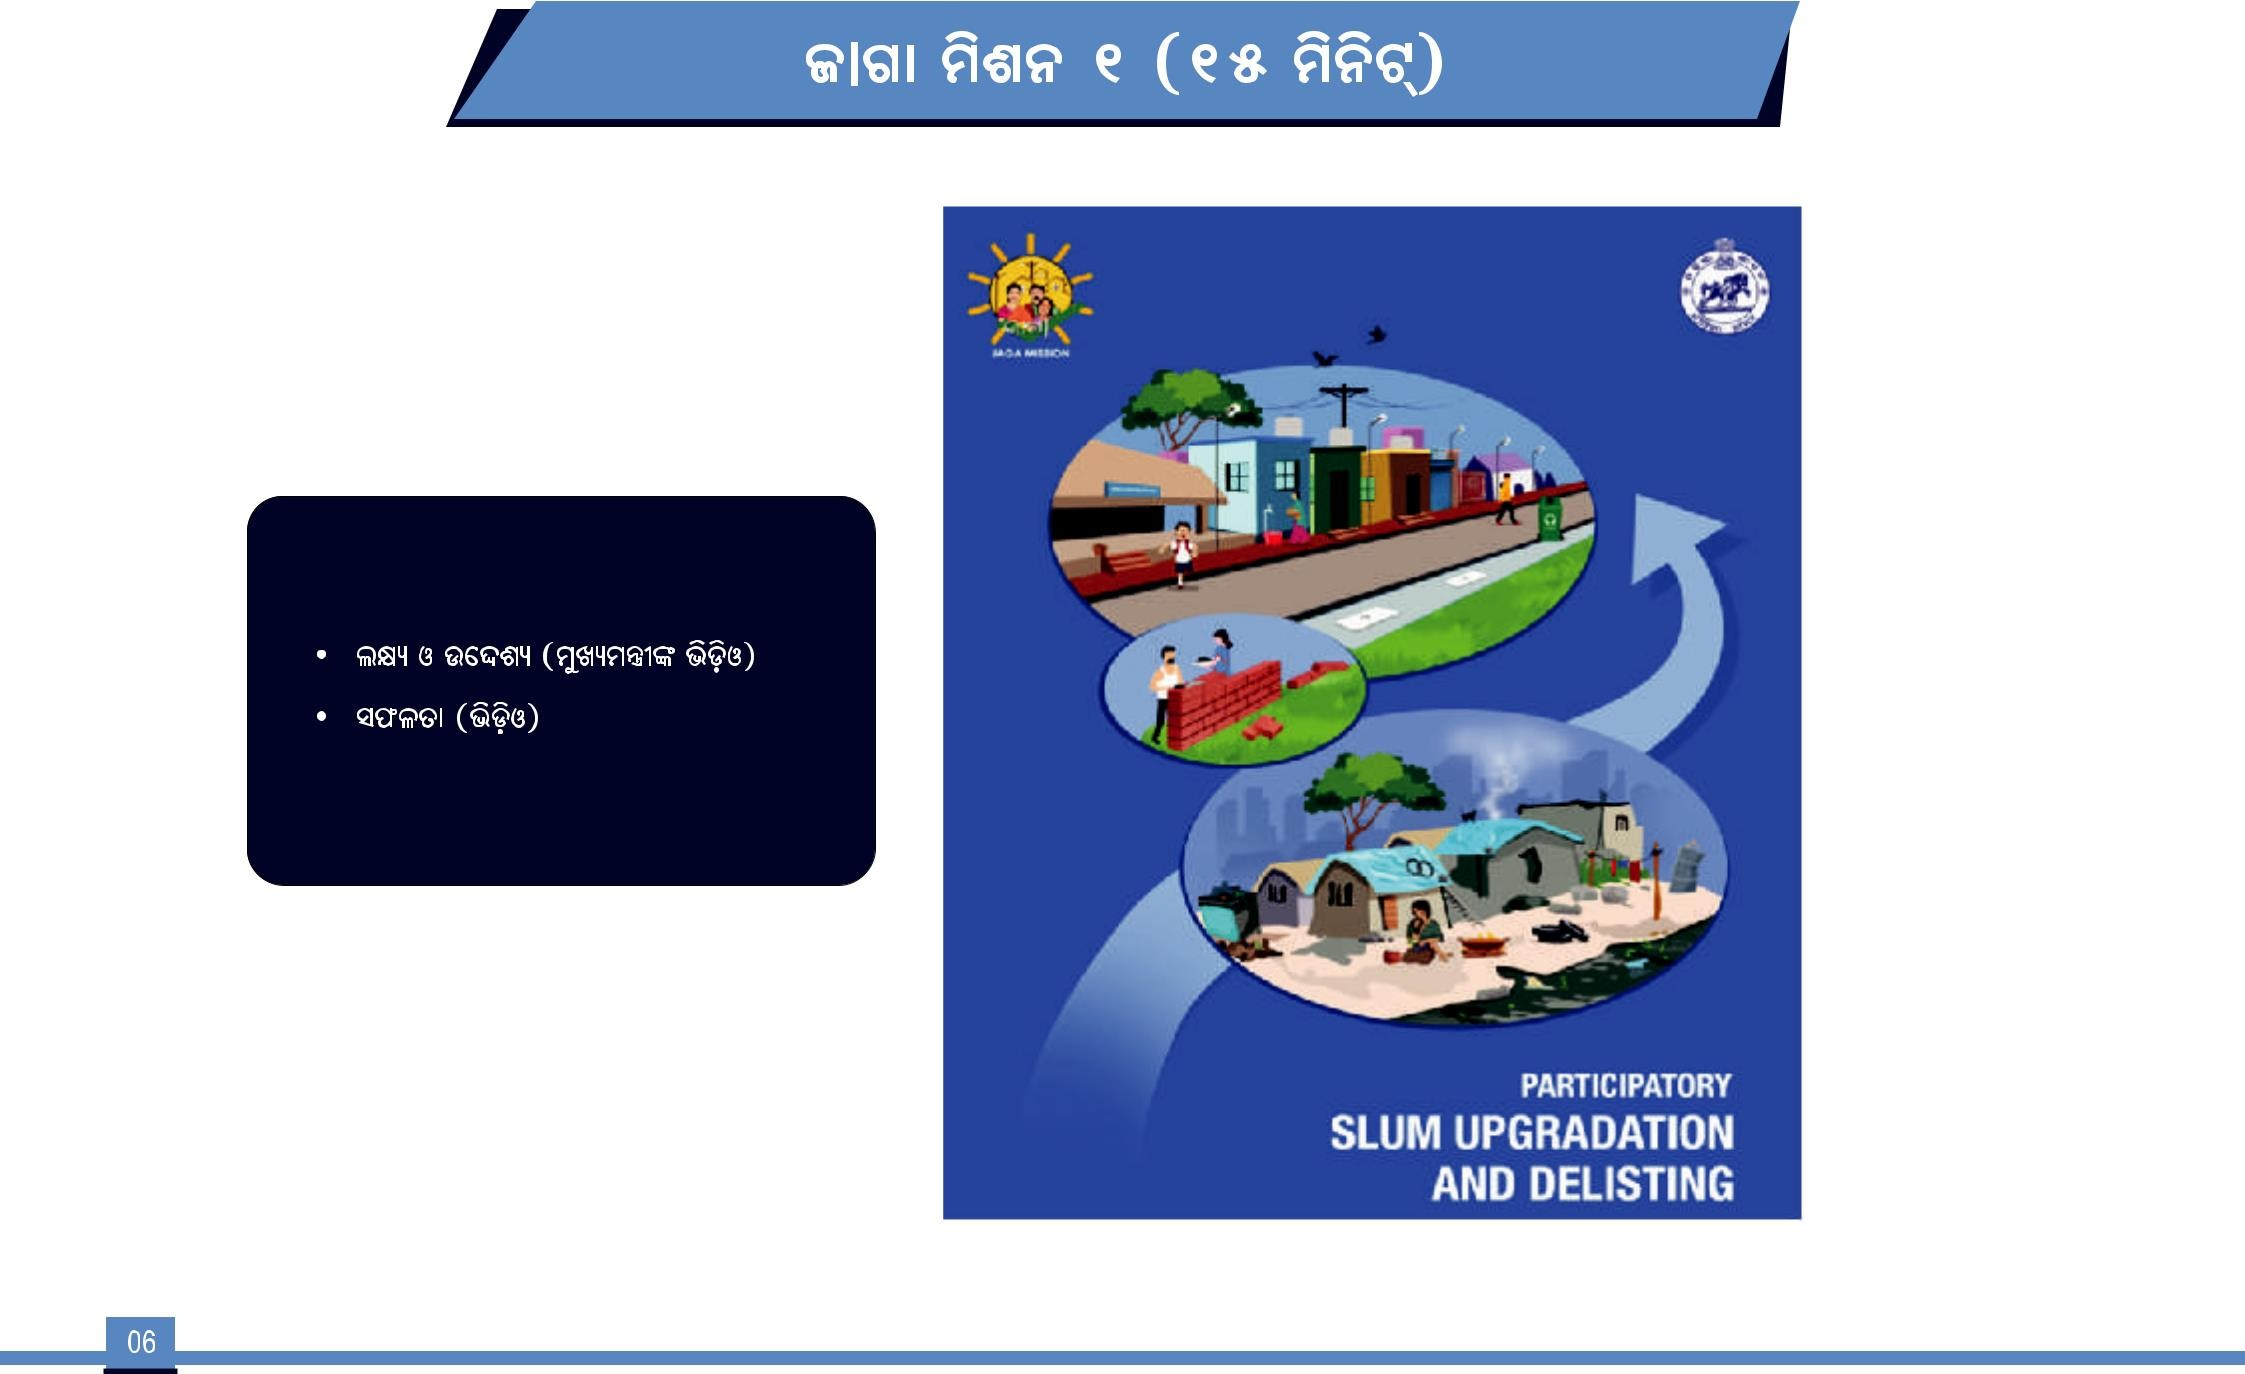 ଜାଗା ମିଶନ ୧ (୧୫ ମିନିଟ୍)
• ଲକ୍ଷ୍ୟ ଓ ଉଦ୍ଦେଶ୍ୟ (ମୁଖ୍ୟମନ୍ତ୍ରୀଙ୍କ ଭିଡ଼ିଓ)
• ସଫଳତା (ଭିଡ଼ିଓ)
JAGA MISSION
PARTICIPATORY
SLUM UPGRADATION
AND DELISTING
06